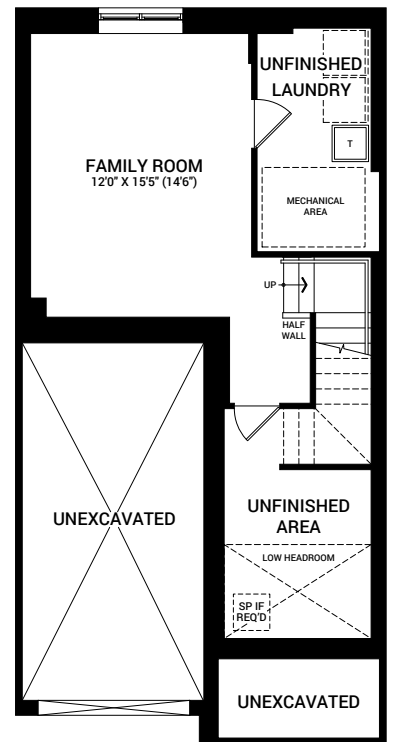 UNFINISHED
LAUNDRY
T
FAMILY ROOM
12'0" X 15'5" (14'6")
MECHANICAL
AREA
UP
HALF
WALL
UNEXCAVATED
UNFINISHED
AREA
LOW HEADROOM
SP IF
REQ'D
UNEXCAVATED